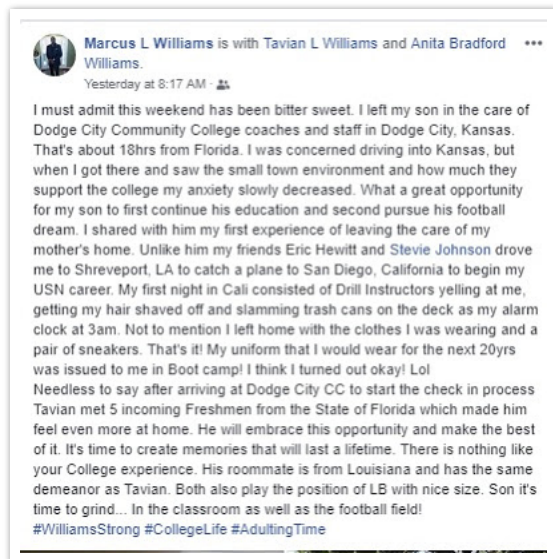 Marcus L Williams is with Tavian L Williams and Anita Bradford
Williams.
Yesterday at 8:17 AM ·
I must admit this weekend has been bitter sweet. I left my son in the care of
Dodge City Community College coaches and staff in Dodge City, Kansas.
That's about 18hrs from Florida. I was concerned driving into Kansas, but
when I got there and saw the small town environment and how much they
support the college my anxiety slowly decreased. What a great opportunity
for my son to first continue his education and second pursue his football
dream. I shared with him my first experience of leaving the care of my
mother's home. Unlike him my friends Eric Hewitt and Stevie Johnson drove
me to Shreveport, LA to catch a plane to San Diego, California to begin my
USN career. My first night in Cali consisted of Drill Instructors yelling at me,
getting my hair shaved off and slamming trash cans on the deck as my alarm
clock at 3am. Not to mention I left home with the clothes I was wearing and a
pair of sneakers. That's it! My uniform that I would wear for the next 20yrs
was issued to me in Boot camp! I think I turned out okay! Lol
Needless to say after arriving at Dodge City CC to start the check in process
Tavian met 5 incoming Freshmen from the State of Florida which made him
feel even more at home. He will embrace this opportunity and make the best
of it. It's time to create memories that will last a lifetime. There is nothing like
your College experience. His roommate is from Louisiana and has the same
demeanor as Tavian. Both also play the position of LB with nice size. Son it's
time to grind... In the classroom as well as the football field!
#WilliamsStrong #CollegeLife #AdultingTime